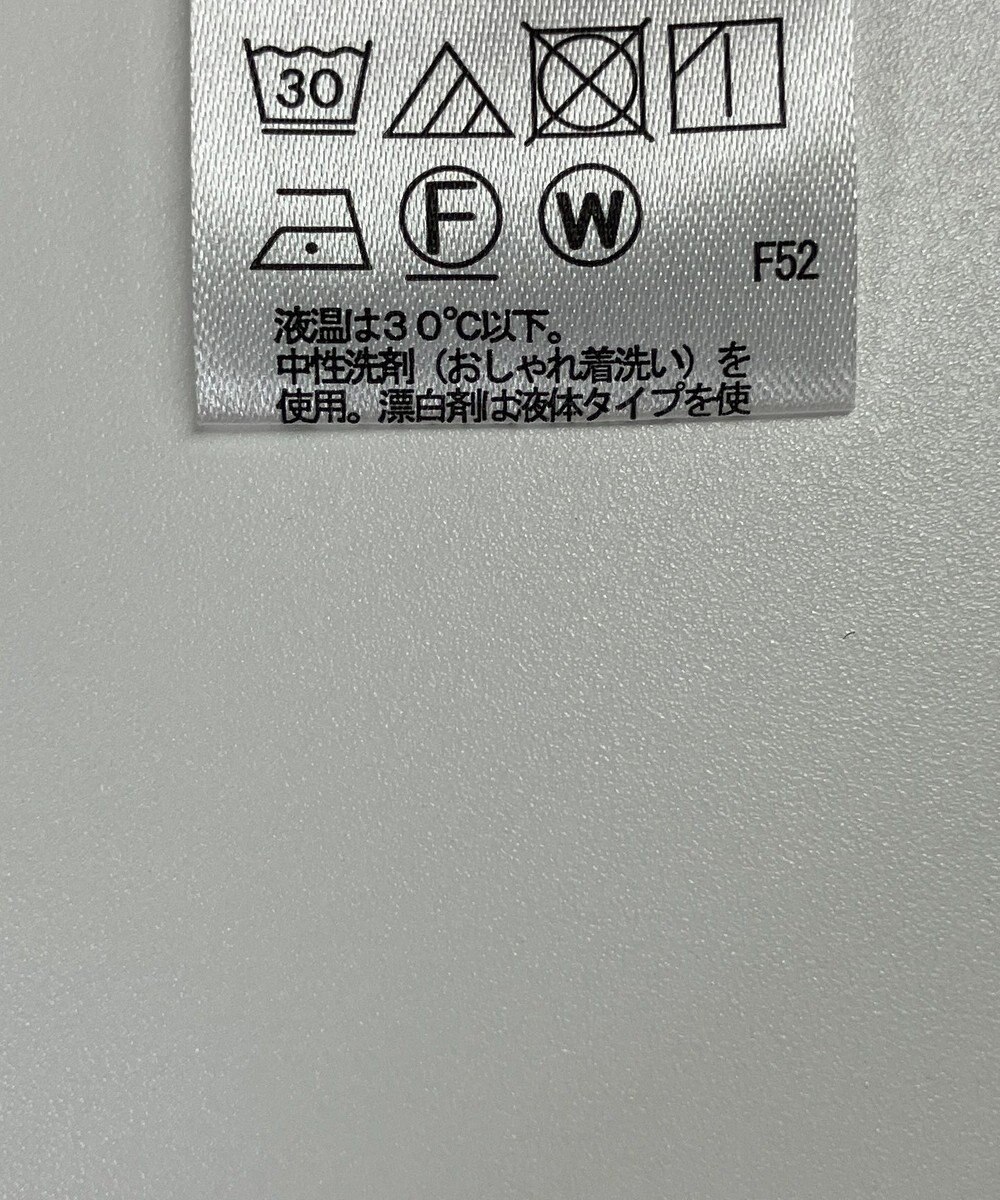 30
F W
F52
液温は３０℃以下。
中性洗剤（おしゃれ着洗い）を
使用。漂白剤は液体タイプを使